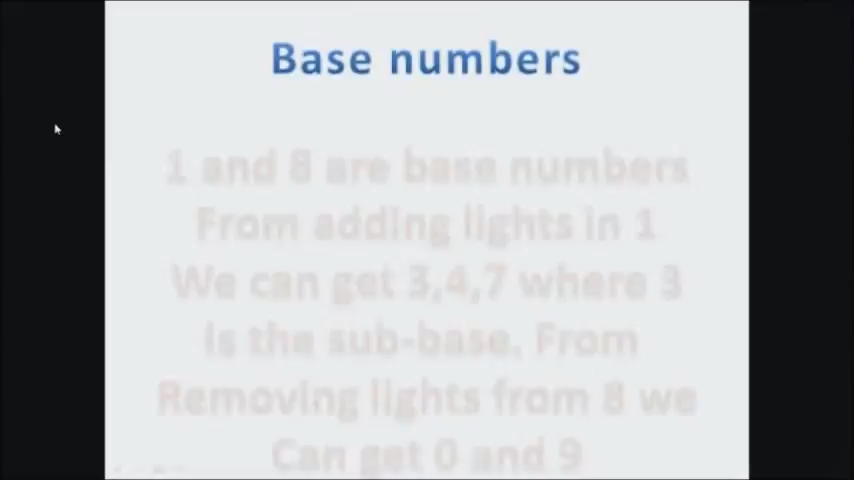 Base numbers
1 and 8 are base numbers
From adding lights in 1
We can get 3,4,7 where 3
Is the sub-base. From
Removing lights from 8 we
Can get 0 and 9